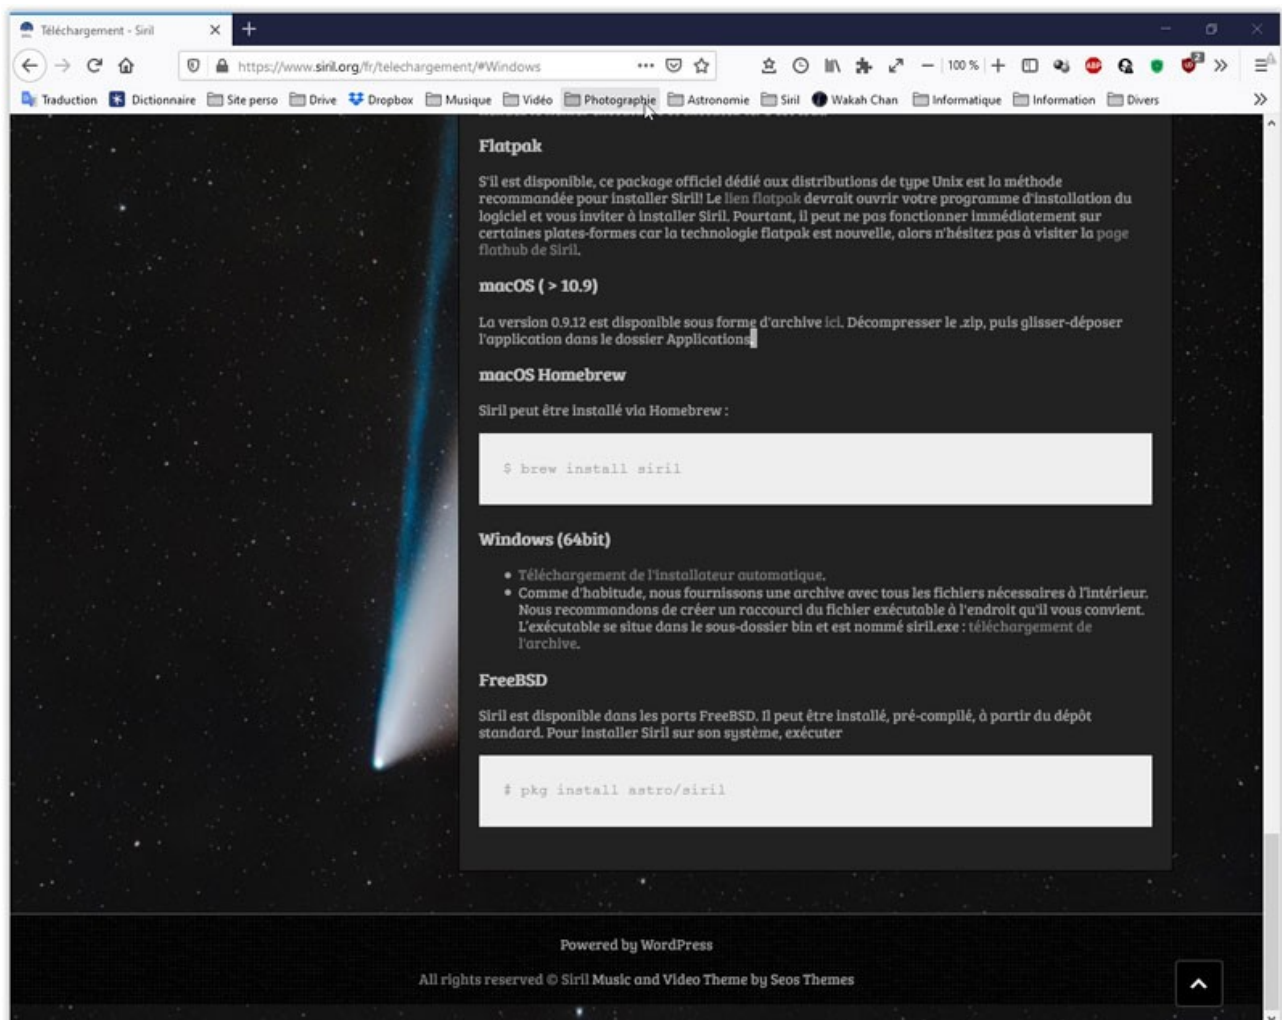 Téléchargement - Siril
https://www.siril.org/fr/telechargement/#Windows
100 %
2
Traduction Dictionnaire Site perso Drive Dropbox Musique Vidéo Photographie Astronomie Siril Wakah Chan Informatique Information Divers
Flatpak
S'il est disponible, ce package officiel dédié aux distributions de type Unix est la méthode
recommandée pour installer Siril! Le lien flatpak devrait ouvrir votre programme d'installation du
logiciel et vous inviter à installer Siril. Pourtant, il peut ne pas fonctionner immédiatement sur
certaines plates-formes car la technologie flatpak est nouvelle, alors n'hésitez pas à visiter la page
flathub de Siril.
macOS ( > 10.9)
La version 0.9.12 est disponible sous forme d'archive ici. Décompresser le .zip, puis glisser-déposer
l'application dans le dossier Applications.
macOS Homebrew
Siril peut être installé via Homebrew :
$ brew install siril
Windows (64bit)
• Téléchargement de l'installateur automatique.
• Comme d'habitude, nous fournissons une archive avec tous les fichiers nécessaires à l'intérieur.
Nous recommandons de créer un raccourci du fichier exécutable à l'endroit qu'il vous convient.
L'exécutable se situe dans le sous-dossier bin et est nommé siril.exe : téléchargement de
l'archive.
FreeBSD
Siril est disponible dans les ports FreeBSD. Il peut être installé, pré-compilé, à partir du dépôt
standard. Pour installer Siril sur son système, exécuter
# pkg install astro/siril
Powered by WordPress
All rights reserved © Siril Music and Video Theme by Seos Themes